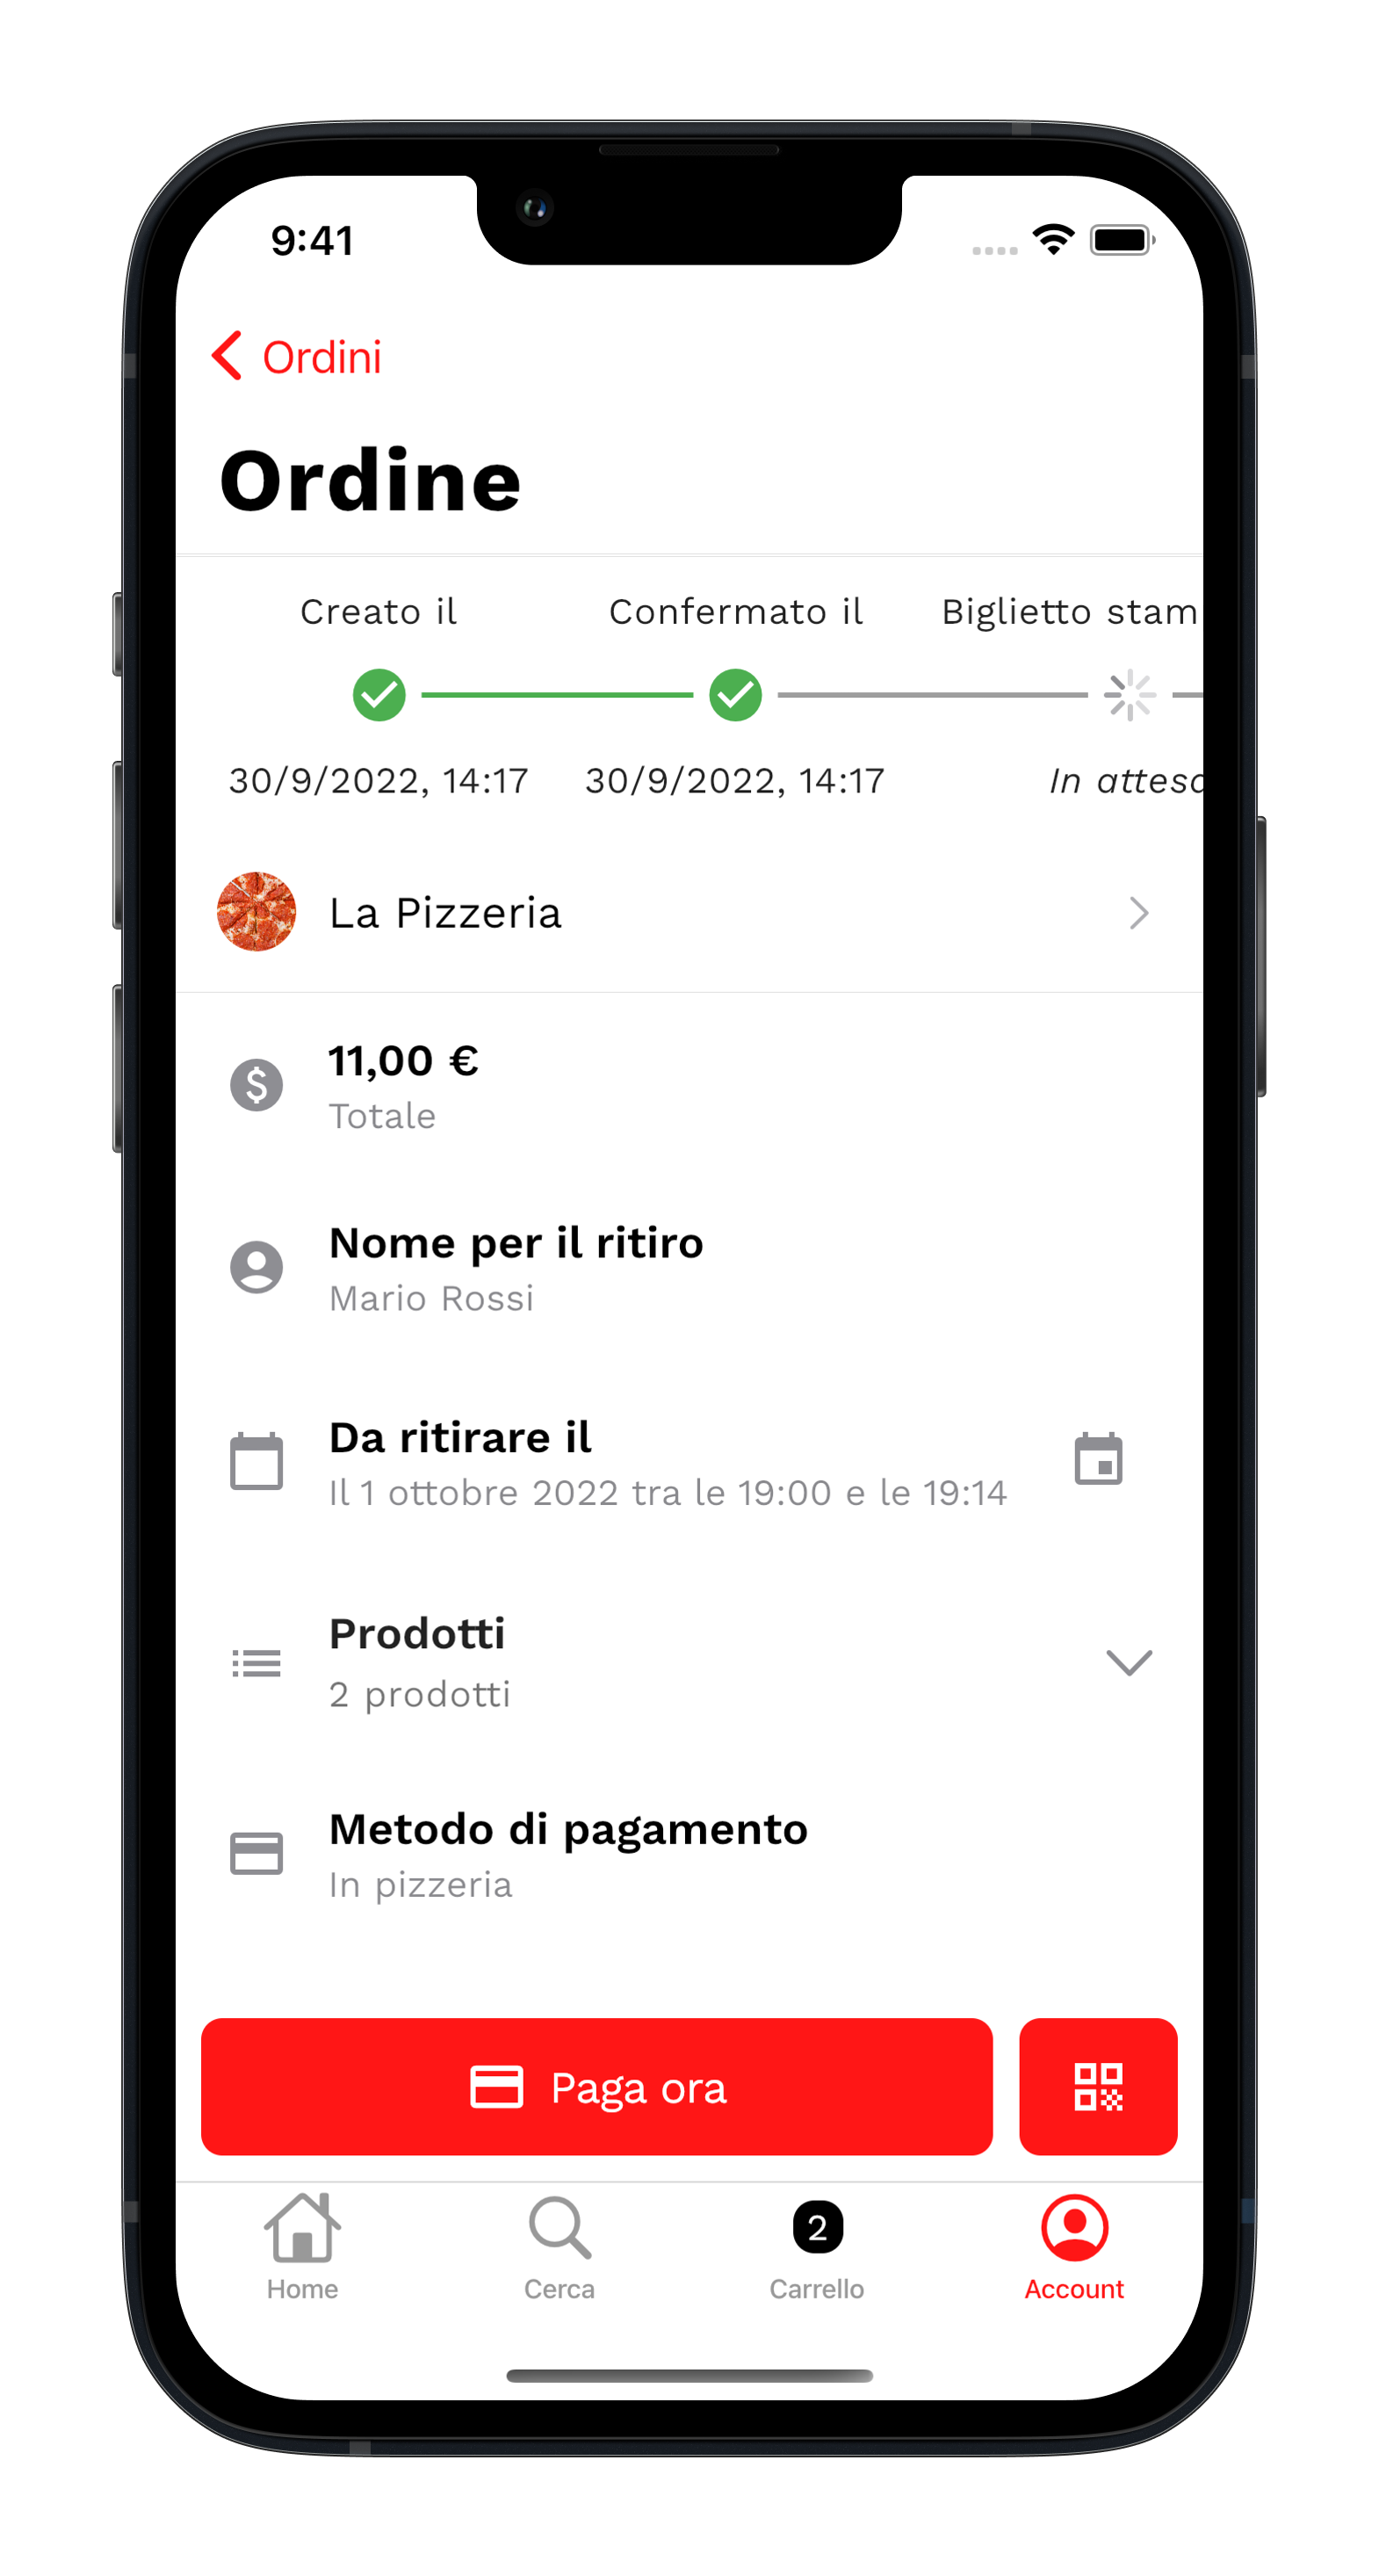 9:41
Ordini
Ordine
Creato il
Confermato il
Biglietto stam
30/9/2022, 14:17
30/9/2022, 14:17
In attesa
La Pizzeria
11,00 €
Totale
Nome per il ritiro
Mario Rossi
Da ritirare il
Il 1 ottobre 2022 tra le 19:00 e le 19:14
Prodotti
2 prodotti
Metodo di pagamento
In pizzeria
Paga ora
2
Home
Cerca
Carrello
Account